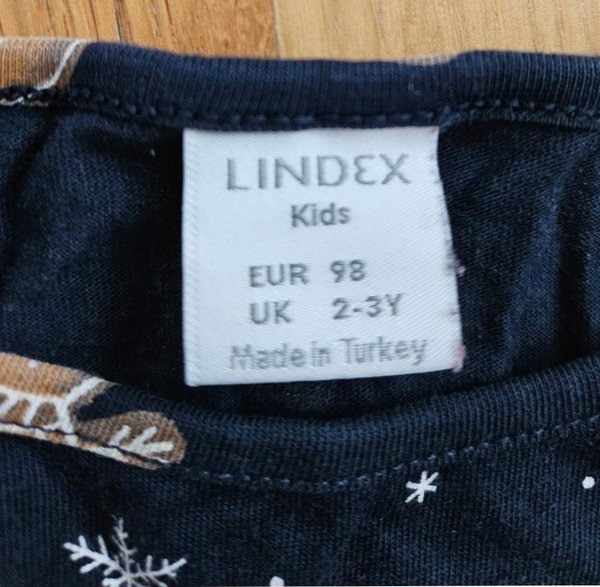 LINDEX
Kids
EUR 98
UK 2-3Y
Made in Turkey